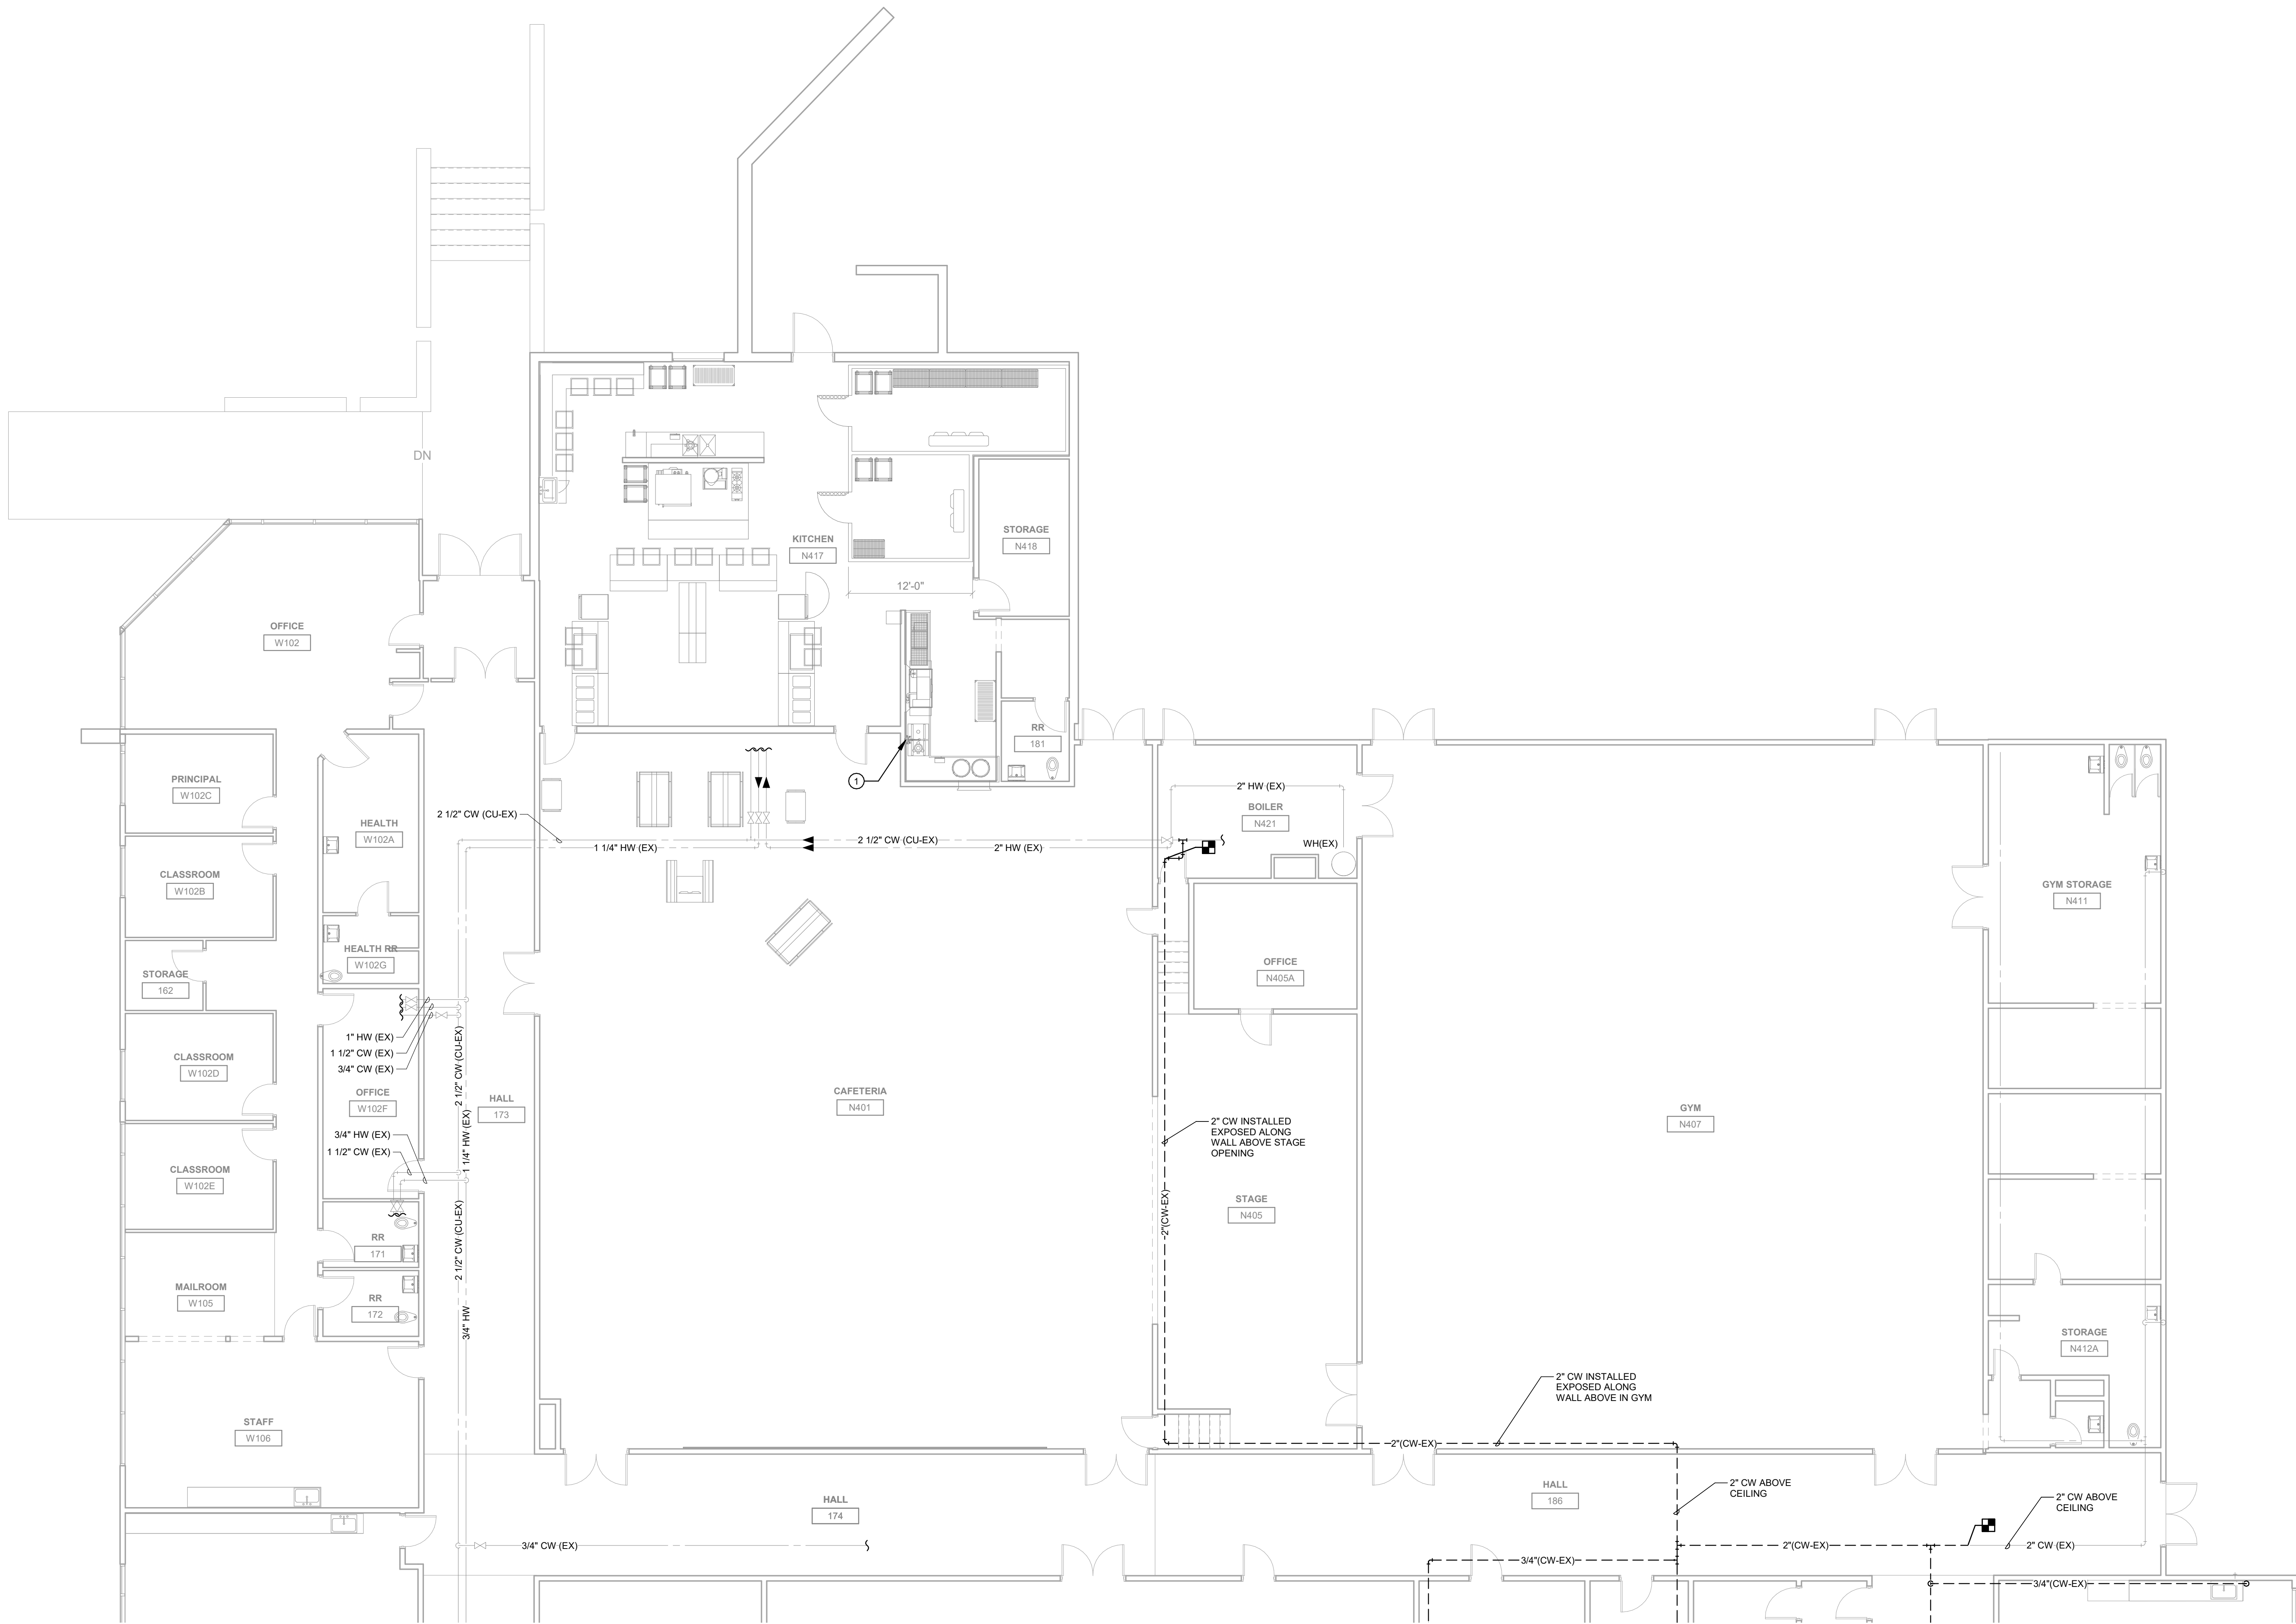 DN
STORAGE
N418
KITCHEN
N417
12'-0"
OFFICE
W102
RR
181
PRINCIPAL
W102C
HEALTH
W102A
1
2" HW (EX)
BOILER
N421
2 1/2" CW (CU-EX)
2 1/2" CW (CU-EX)
1 1/4" HW (EX)
2" HW (EX)
WH(EX)
CLASSROOM
W102B
GYM STORAGE
N411
HEALTH RR
W102G
STORAGE
162
OFFICE
N405A
1" HW (EX)
1 1/2" CW (EX)
3/4" CW (EX)
2 1/2" CW (CU-EX)
CLASSROOM
W102D
OFFICE
W102F
HALL
173
CAFETERIA
N401
GYM
N407
1 1/4" HW (EX)
3/4" HW (EX)
1 1/2" CW (EX)
2" CW INSTALLED
EXPOSED ALONG
WALL ABOVE STAGE
OPENING
CLASSROOM
W102E
STAGE
N405
2"(CW-EX)
2 1/2" CW (CU-EX)
RR
171
MAILROOM
W105
RR
172
3/4" HW
STORAGE
N412A
2" CW INSTALLED
EXPOSED ALONG
WALL ABOVE IN GYM
STAFF
W106
2"(CW-EX)
HALL
174
HALL
186
2" CW ABOVE
CEILING
2" CW ABOVE
CEILING
3/4" CW (EX)
2"(CW-EX)
2" CW (EX)
3/4"(CW-EX)
3/4"(CW-EX)